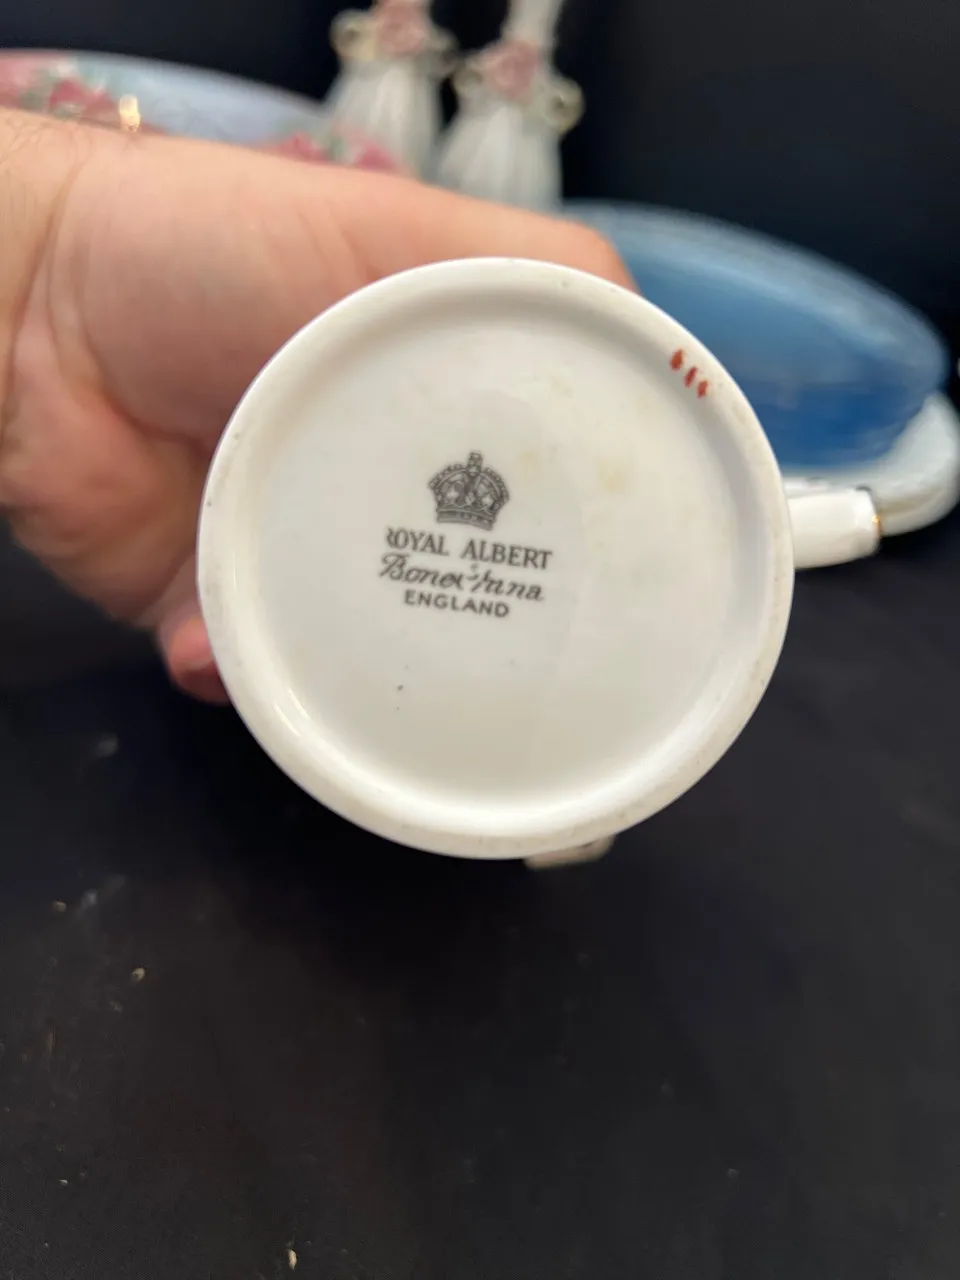 ROYAL ALBERT
Bone China
ENGLAND